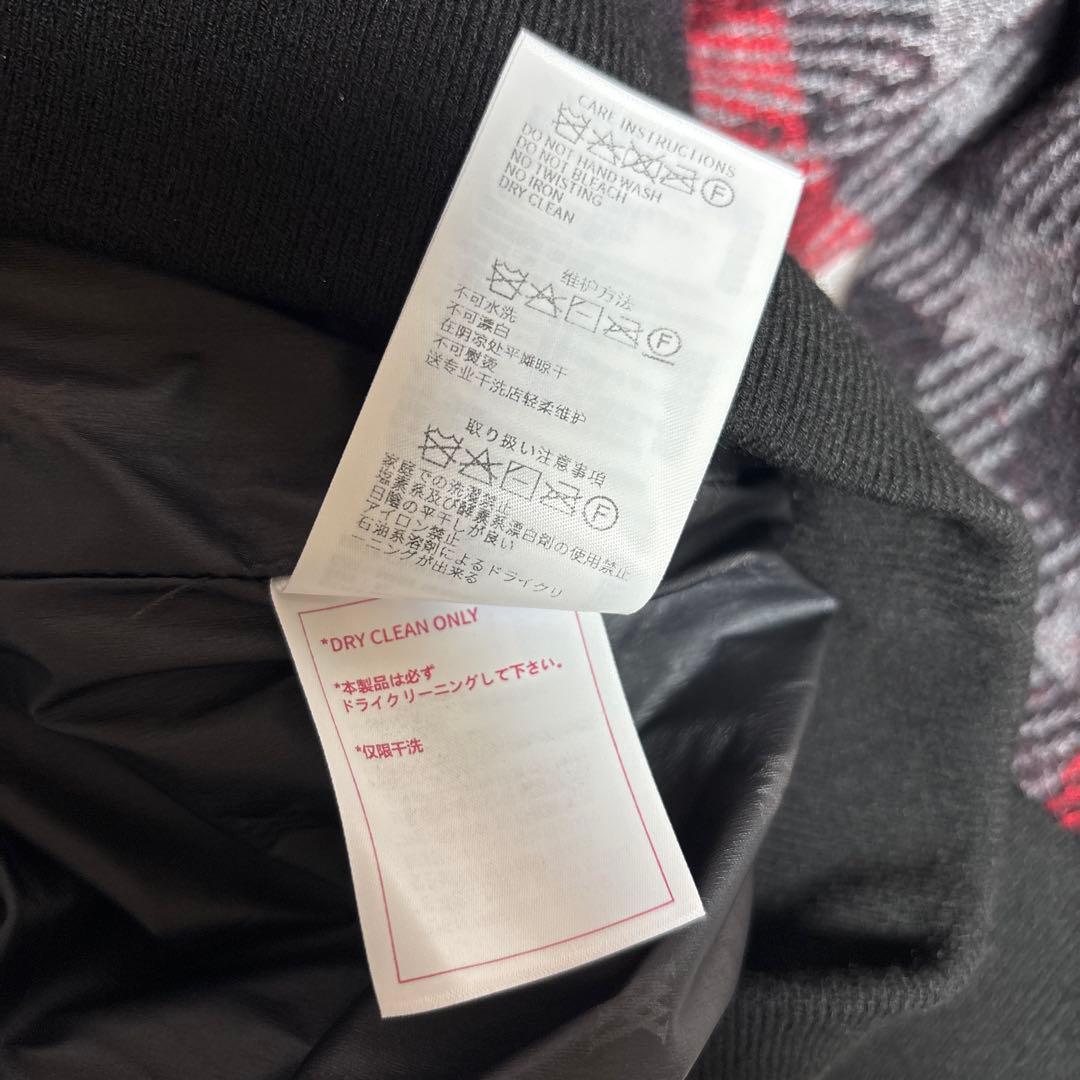 CARE INSTRUCTIONS
F
DO NOT HAND WASH
DO NOT BLEACH
NO TWISTING
NO IRON
DRY CLEAN
维护方法
F
不可水洗
不可漂白
在阴凉处平摊晾干
不可熨烫
送专业干洗店轻柔维护
取り扱い注意事項
F
家庭での洗濯禁止
塩素系及び酸素系漂白剤の使用禁止
日陰の平干しが良い
アイロン禁止
石油系溶剤によるドライクリ
ーニングが出来る
*DRY CLEAN ONLY
*本製品は必ず
ドライクリーニングして下さい。
*仅限干洗